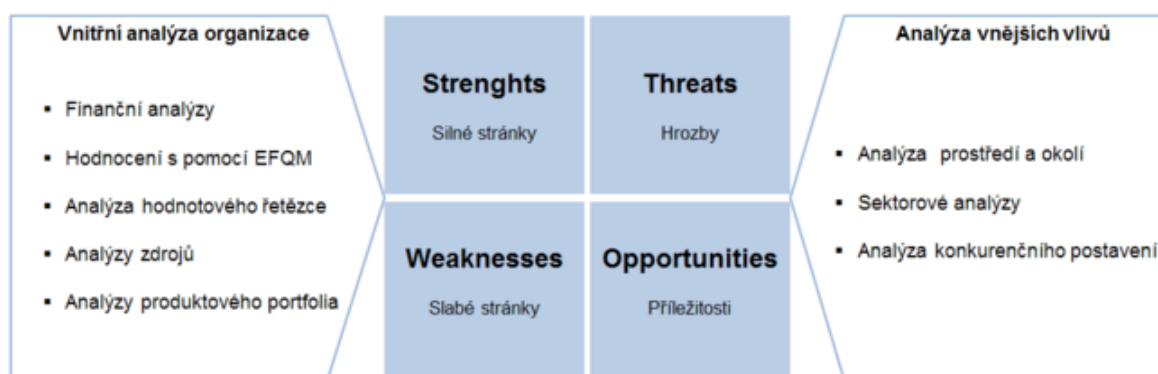 Vnitřní analýza organizace
▪ Finanční analýzy
▪ Hodnocení s pomocí EFQM
▪ Analýza hodnotového řetězce
▪ Analýzy zdrojů
▪ Analýzy produktového portfolia
Strenghts
Silné stránky
Threats
Hrozby
Weaknesses
Slabé stránky
Opportunities
Příležitosti
Analýza vnějších vlivů
▪ Analýza prostředí a okolí
▪ Sektorové analýzy
▪ Analýza konkurenčního postavení